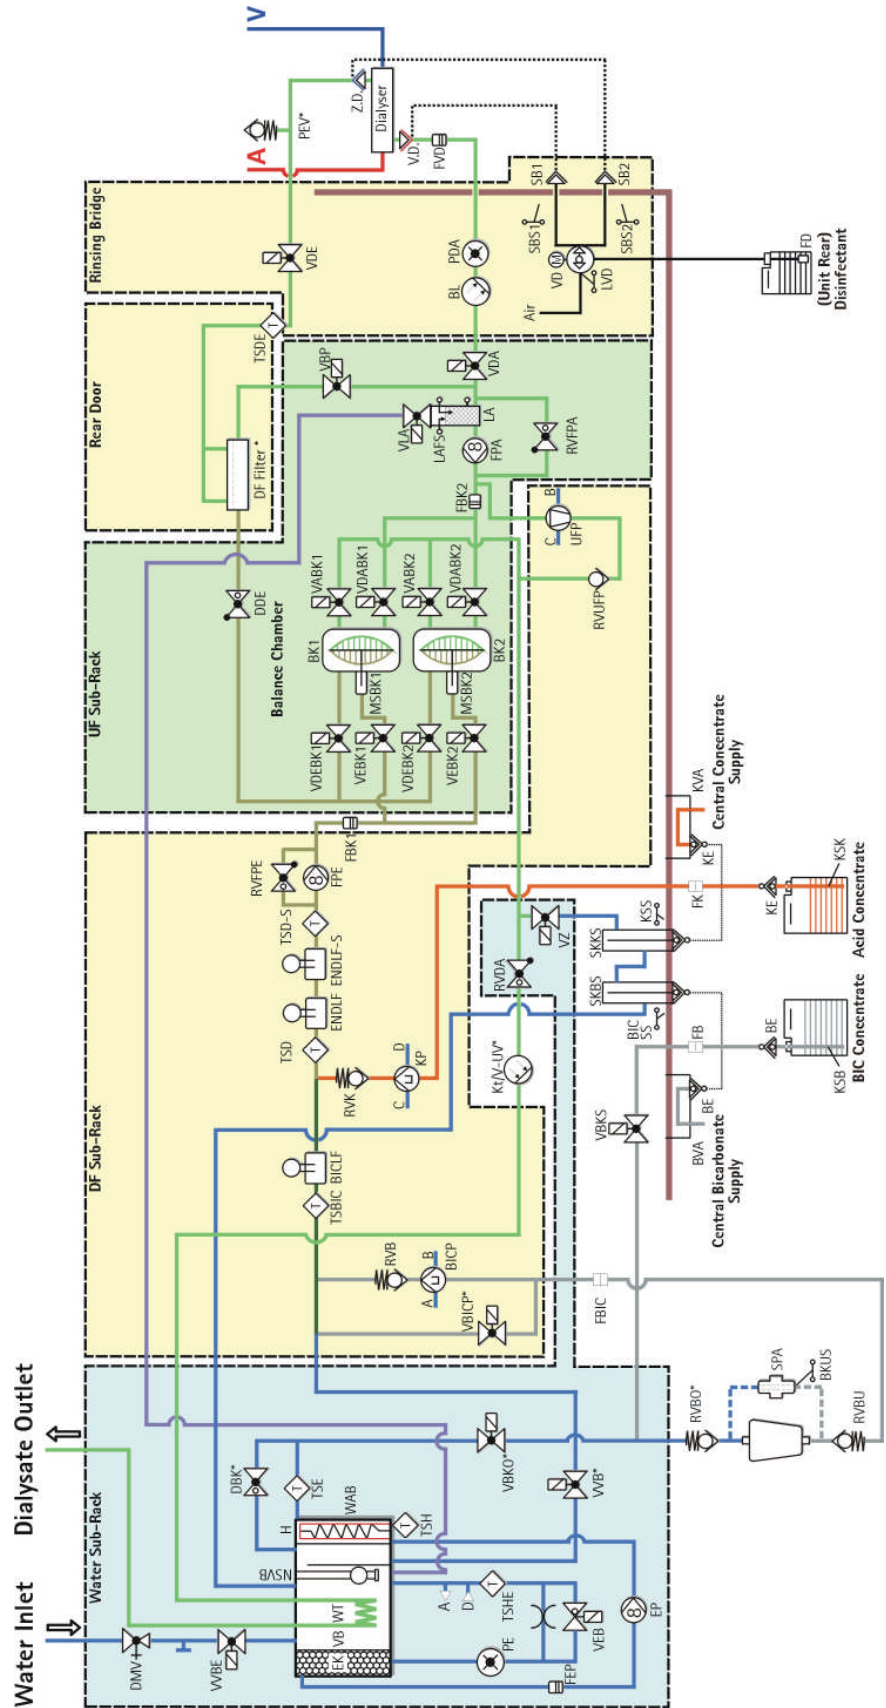 Water Inlet
Dialysate Outlet
Water Sub-Rack
DF Sub-Rack
UF Sub-Rack
Rear Door
Rinsing Bridge
A
V
DMV
VVBE
EK
VB
WT
NSVB
H
WAB
TSH
TSE
DBK*
A
D
TSHE
PE
FEP
VEB
EP
VBKO*
VVB*
RVB
A
B
BICP
VBICP*
FBIC
TSBIC
BICLF
RVK
C
D
KP
TSD
ENDLF
ENDLF-S
TSD-S
RVFPE
FPE
FBK1
Kt/V-UV*
RVDA
VZ
DDE
Balance Chamber
VDEBK1
VEBK1
VDEBK2
VEBK2
MSBK1
MSBK2
BK1
BK2
VABK1
VDABK1
VABK2
VDABK2
FBK2
C
B
UFP
RVUFP
FPA
RVFPA
LA
LAFS
VLA
VBP
VDA
DF Filter *
TSDE
VDE
PEV*
Z.D.
Dialyser
V.D.
FVD
PDA
BL
SB1
SB2
SBS1
SBS2
VD
M
LVD
Air
FD
(Unit Rear)
Disinfectant
RVBO*
SPA
BKUS
RVBU
VBKS
BVA
BE
Central Bicarbonate
Supply
SKBS
SKKS
BIC
SS
KSS
FB
FK
BE
KE
KSB
KSK
BIC Concentrate
Acid Concentrate
KE
KVA
Central Concentrate
Supply